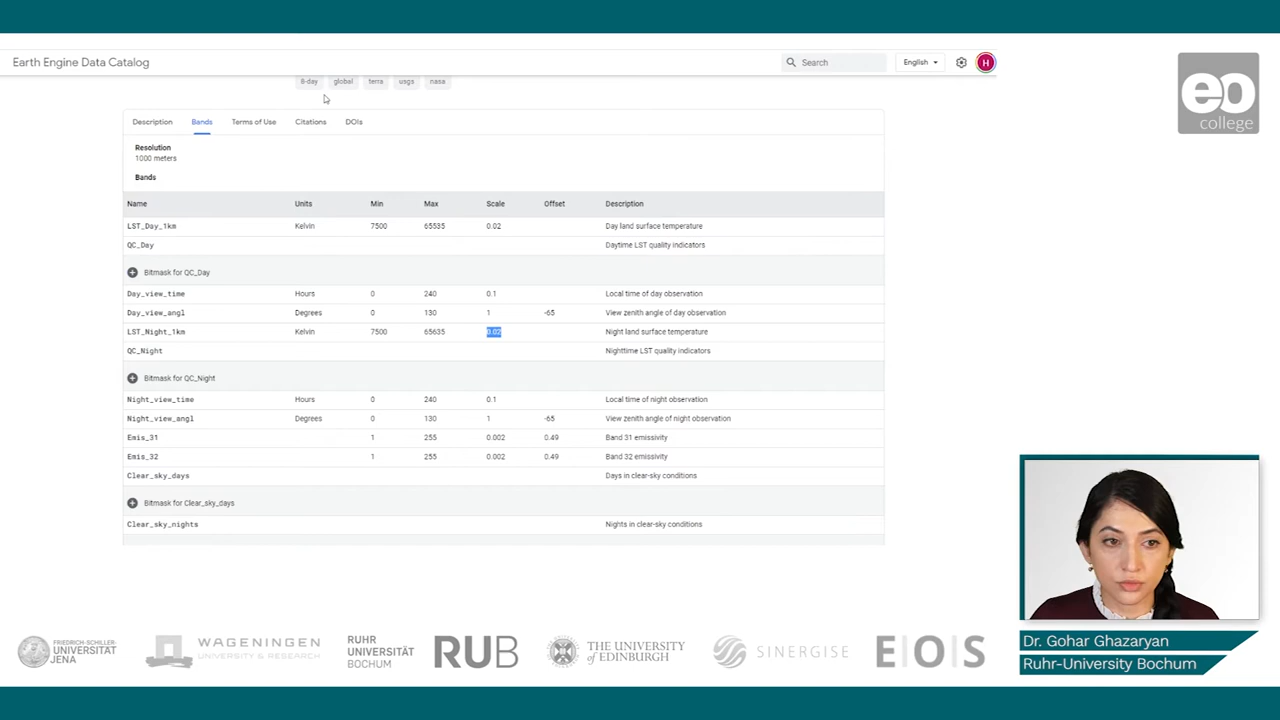 Earth Engine Data Catalog
Search
English
H
8-day global terra usgs nasa
eo
college
Description Bands Terms of Use Citations DOIs
Resolution
1000 meters
Bands
Name Units Min Max Scale Offset Description
LST_Day_1km Kelvin 7500 65535 0.02 Day land surface temperature
QC_Day Daytime LST quality indicators
Bitmask for QC_Day
Day_view_time Hours 0 240 0.1 Local time of day observation
Day_view_angl Degrees 0 130 1 -65 View zenith angle of day observation
LST_Night_1km Kelvin 7500 65635 0.02 Night land surface temperature
QC_Night Nighttime LST quality indicators
Bitmask for QC_Night
Night_view_time Hours 0 240 0.1 Local time of night observation
Night_view_angl Degrees 0 130 1 -65 View zenith angle of night observation
Emis_31 1 255 0.002 0.49 Band 31 emissivity
Emis_32 1 255 0.002 0.49 Band 32 emissivity
Clear_sky_days Days in clear-sky conditions
Bitmask for Clear_sky_days
Clear_sky_nights Nights in clear-sky conditions
Dr. Gohar Ghazaryan
Ruhr-University Bochum
FRIEDRICH-SCHILLER-
UNIVERSITÄT
JENA
WAGENINGEN
UNIVERSITY & RESEARCH
RUHR
UNIVERSITÄT
BOCHUM
RUB
THE UNIVERSITY
of EDINBURGH
SINERGISE
E|O|S